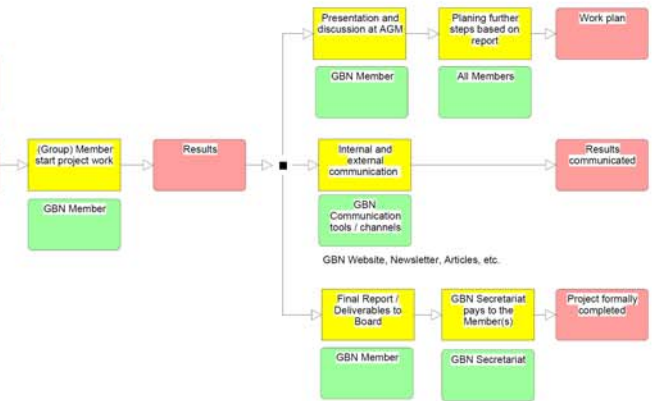 Presentation and
discussion at AGM
Planing further
steps based on
report
Work plan
GBN Member
All Members
(Group) Member
start project work
Results
Internal and
external
communication
Results
communicated
GBN Member
GBN
Communication
tools / channels
GBN Website, Newsletter, Articles, etc.
Final Report /
Deliverables to
Board
GBN Secretariat
pays to the
Member(s)
Project formally
completed
GBN Member
GBN Secretariat